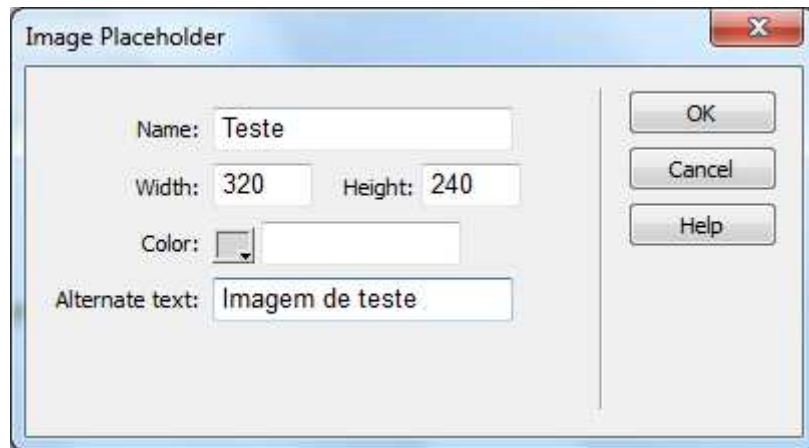 Image Placeholder
Name: Teste
Width: 320 Height: 240
Color:
Alternate text: Imagem de teste
OK
Cancel
Help